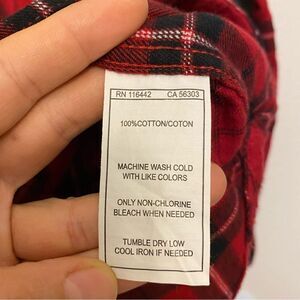 RN 116442 CA 56303
100%COTTON/COTON
MACHINE WASH COLD
WITH LIKE COLORS
ONLY NON-CHLORINE
BLEACH WHEN NEEDED
TUMBLE DRY LOW
COOL IRON IF NEEDED